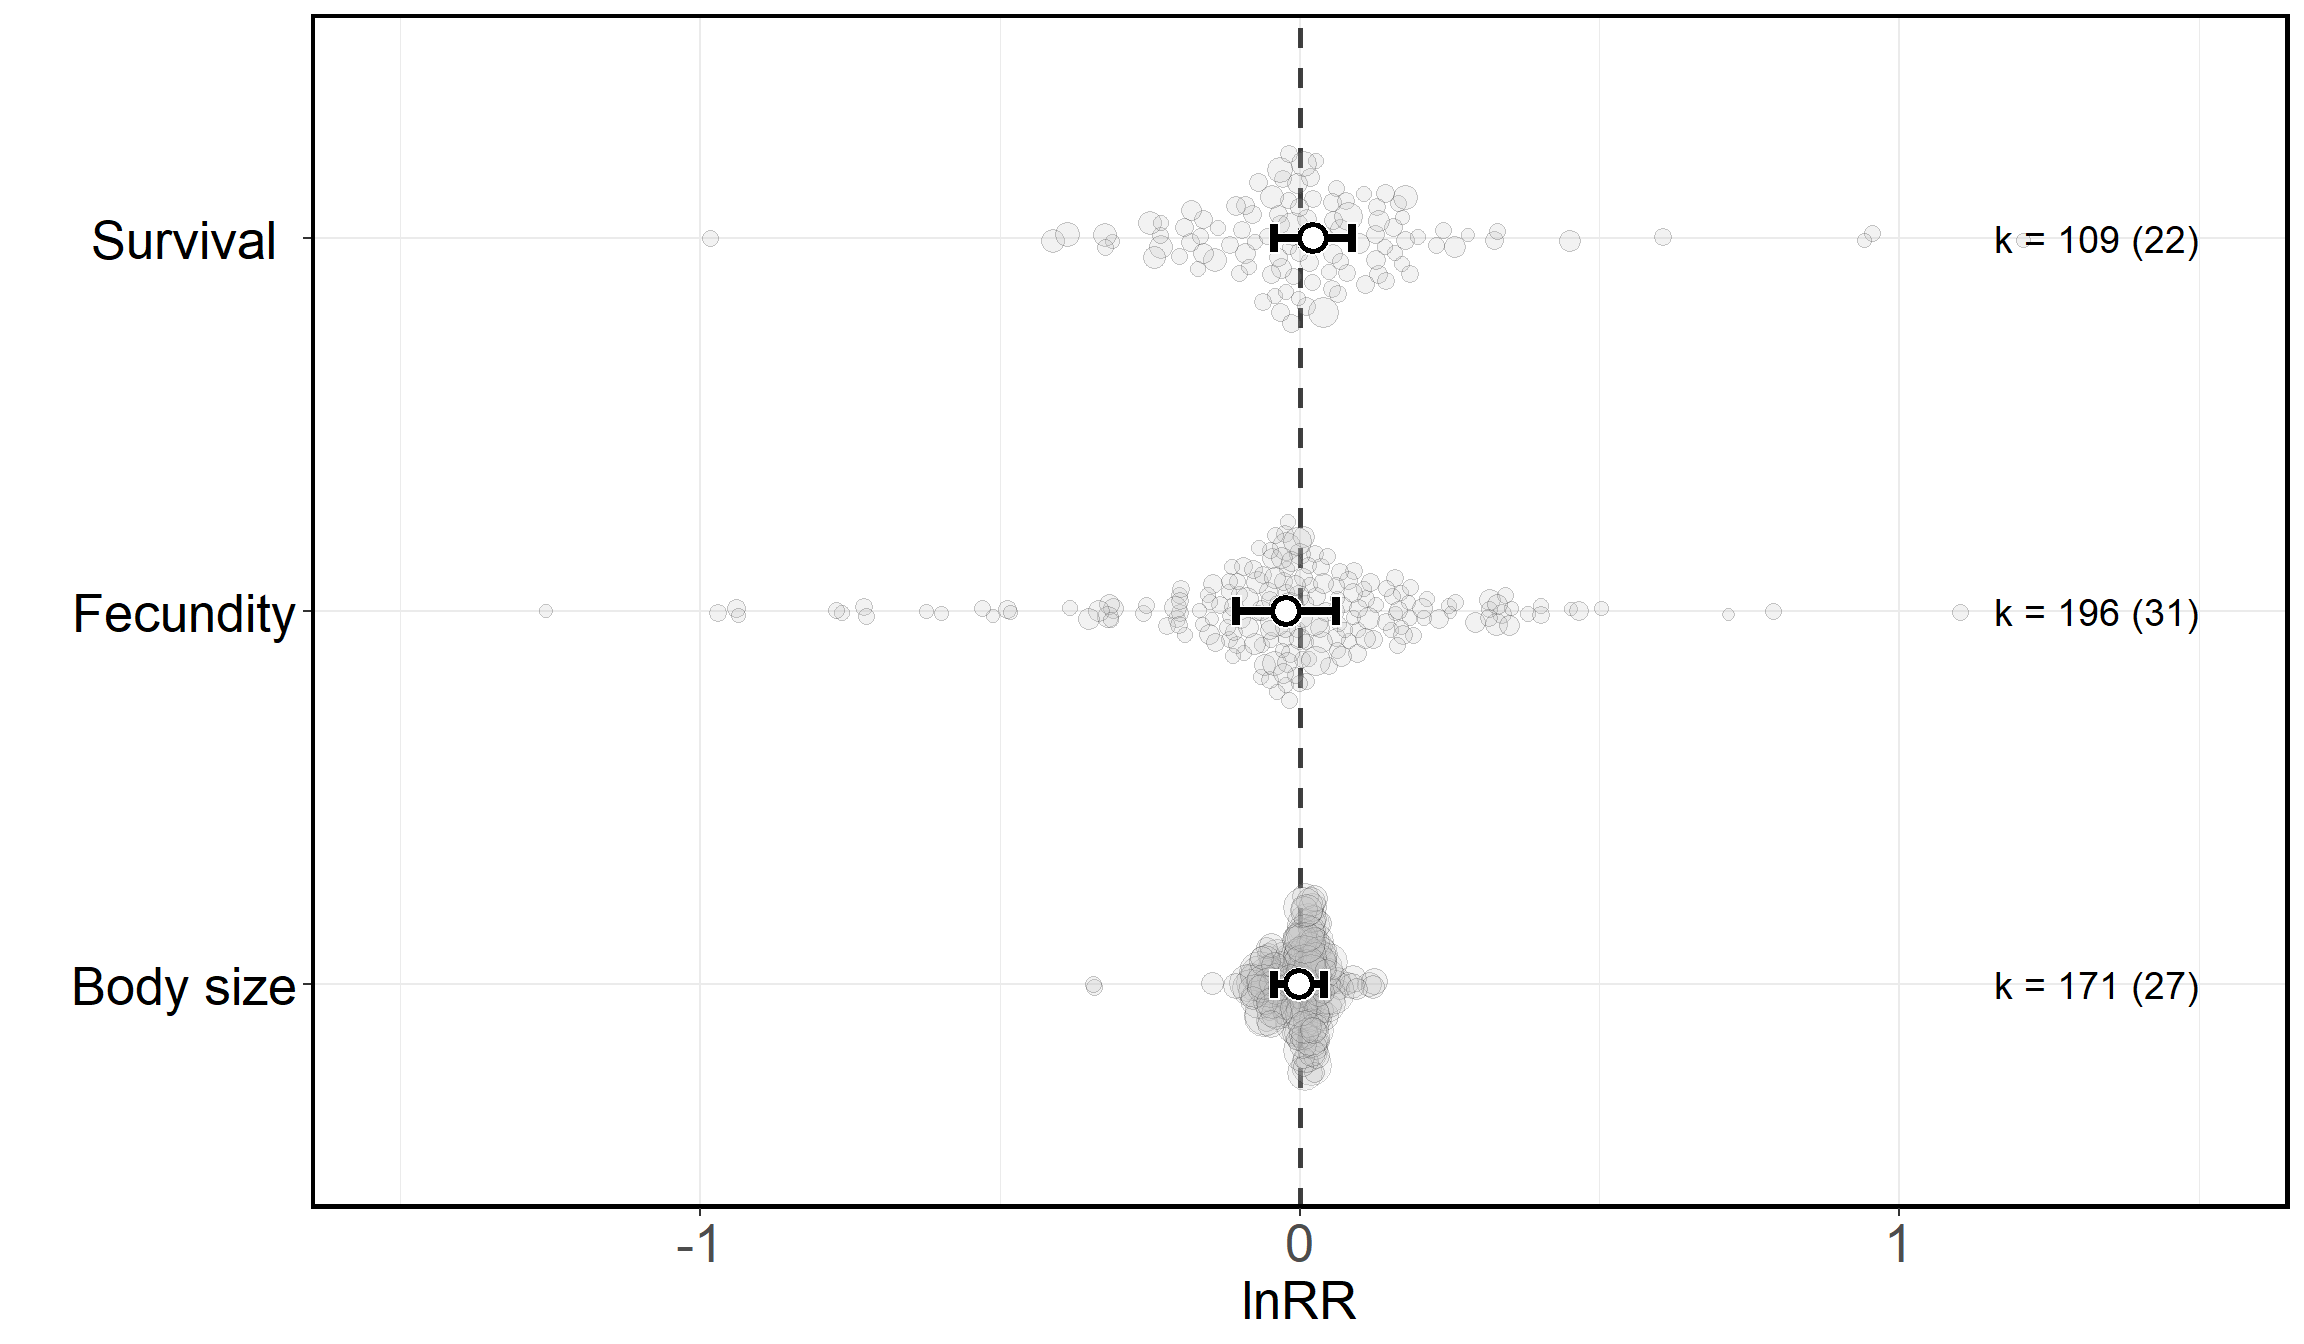 Survival k = 109 (22)
Fecundity k = 196 (31)
Body size k = 171 (27)
-1 0 1
lnRR